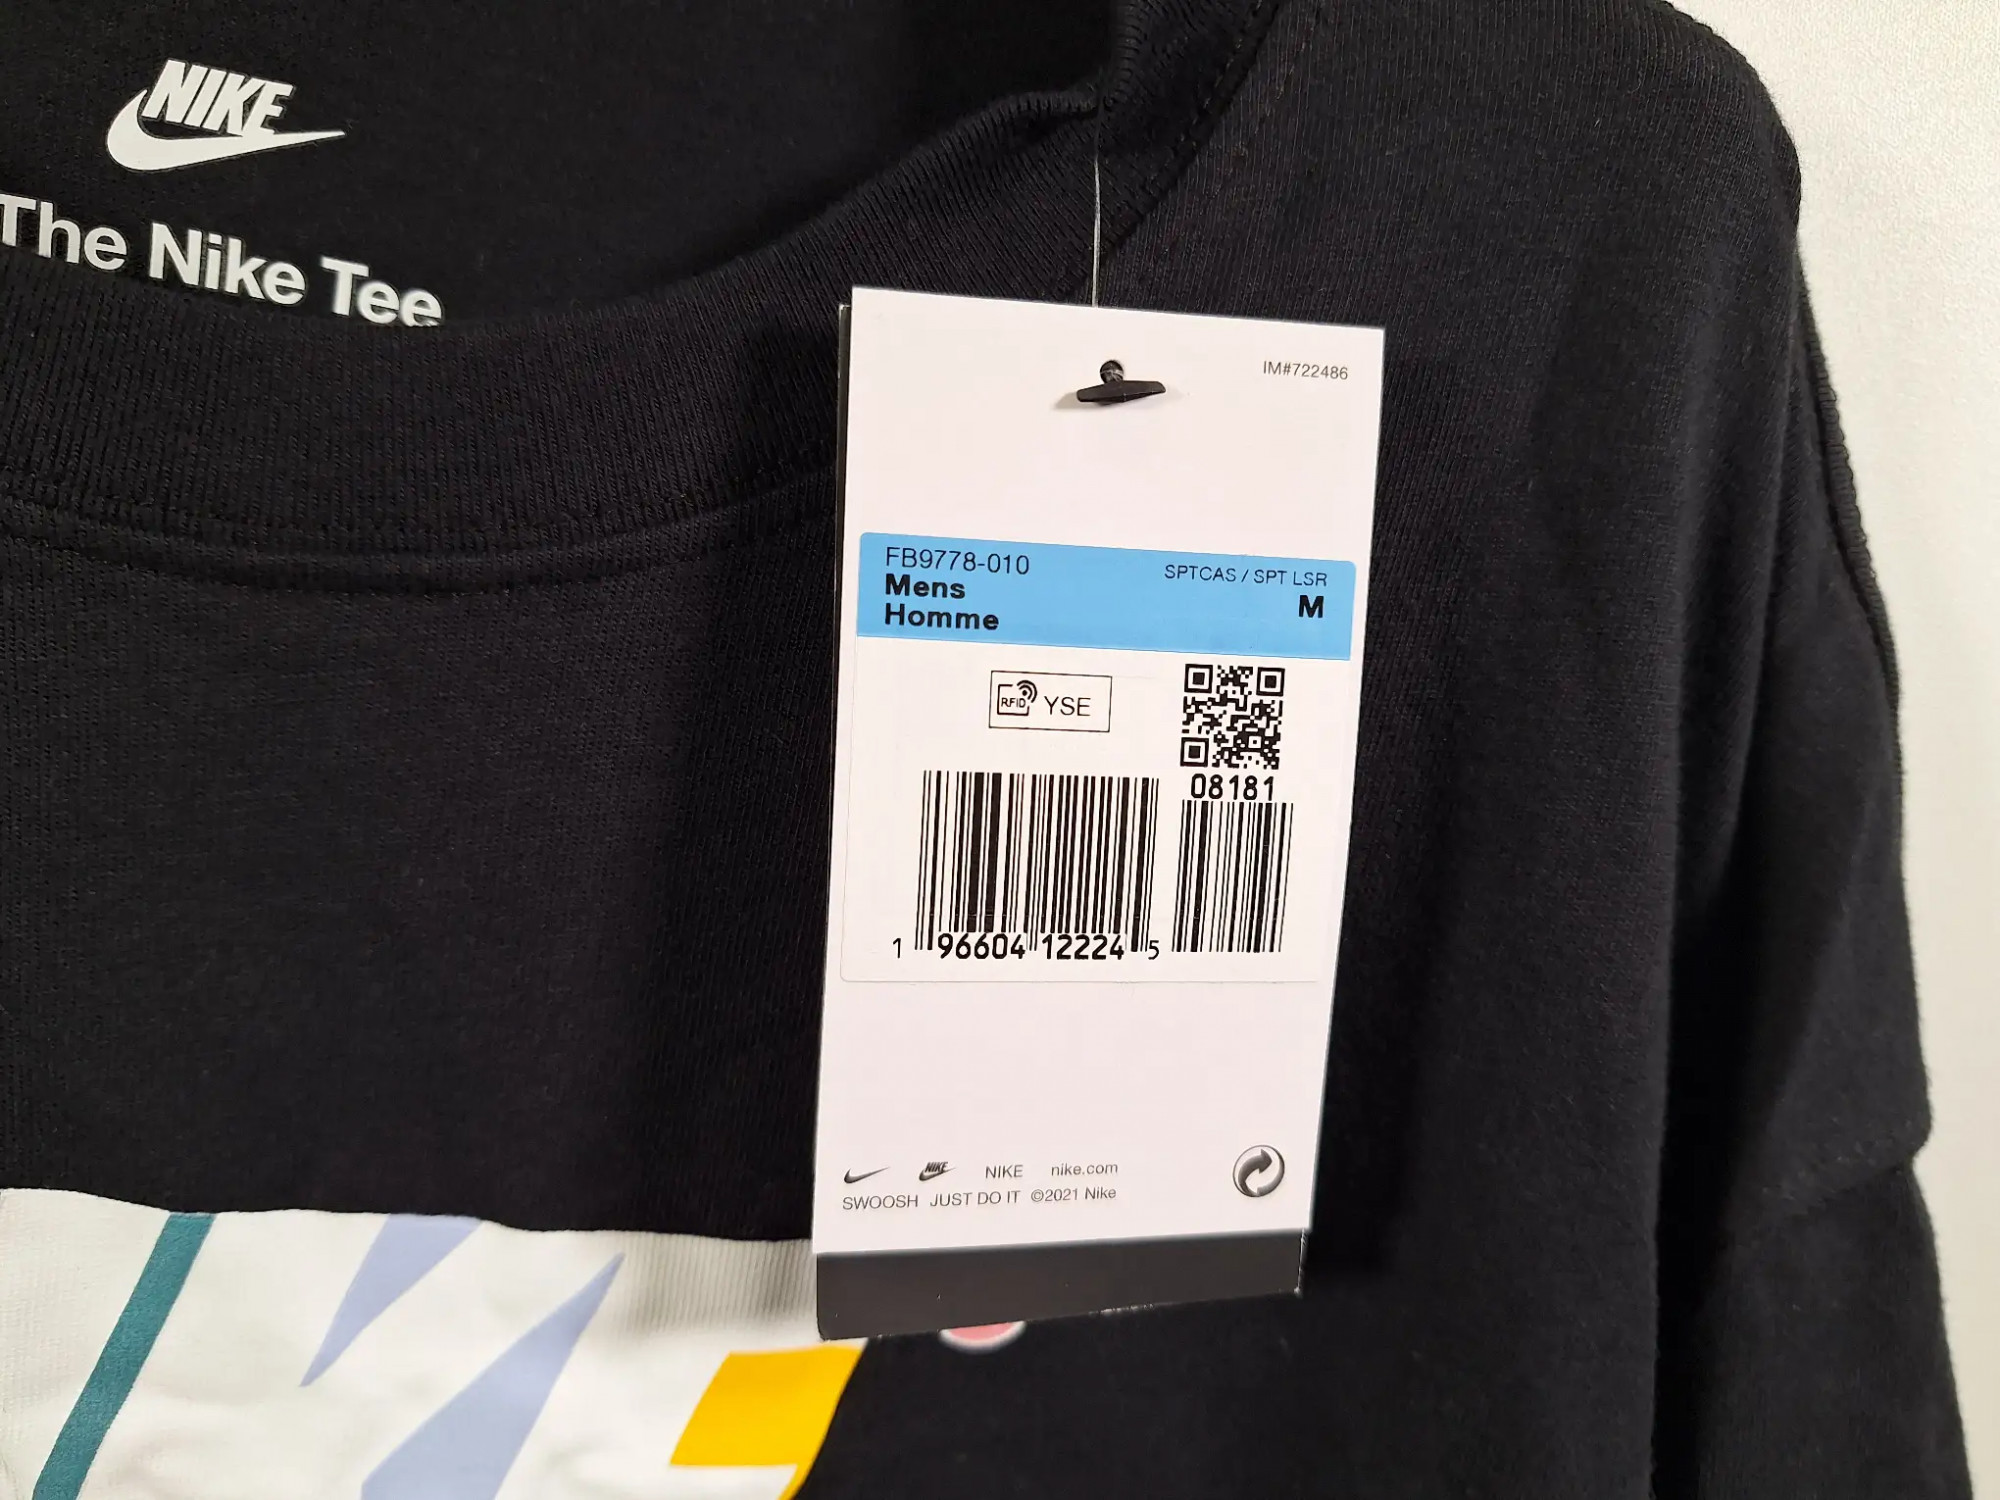 NIKE
The Nike Tee
IM#722486
FB9778-010
SPTCAS / SPT LSR
Mens
M
Homme
RFID YSE
08181
1 96604 12224 5
NIKE NIKE nike.com
SWOOSH JUST DO IT ©2021 Nike